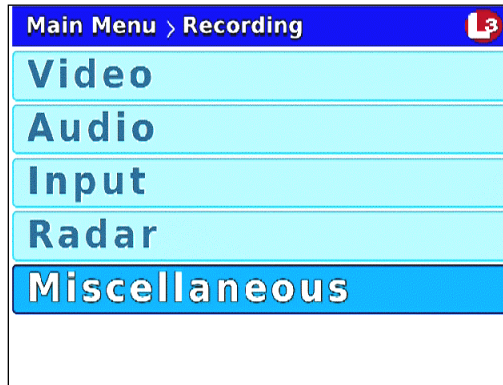 Main Menu > Recording L3
Video
Audio
Input
Radar
Miscellaneous